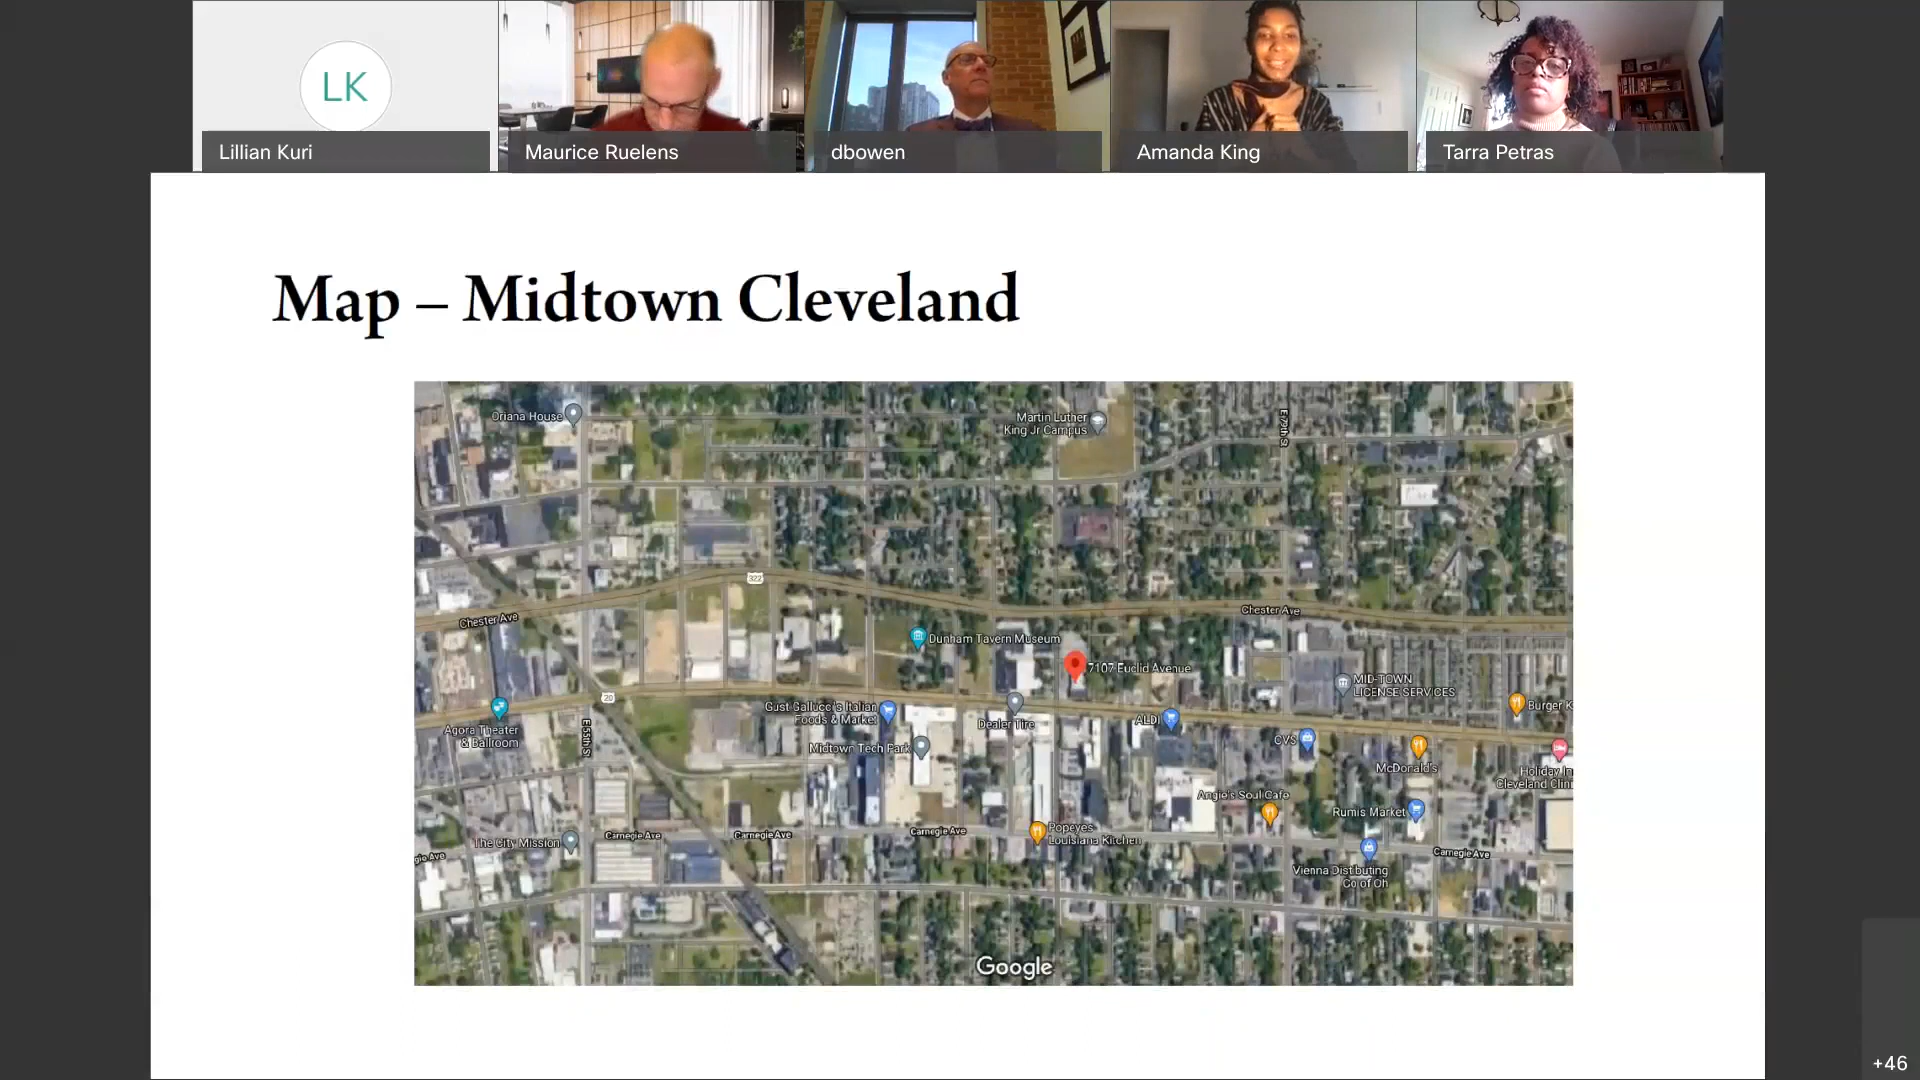 LK
Lillian Kuri
Maurice Ruelens
dbowen
Amanda King
Tarra Petras
Map – Midtown Cleveland
Oriana House
Martin Luther
King Jr Campus
E 79th St
322
Chester Ave
Chester Ave
Dunham Tavern Museum
7107 Euclid Avenue
MID-TOWN
LICENSE SERVICES
20
Burger K
Gust Gallucci's Italian
Foods & Market
Dealer Tire
ALDI
Agora Theater
& Ballroom
E 55th St
CVS
Midtown Tech Park
McDonald's
Holiday In
Cleveland Clini
Angie's Soul Cafe
Rumis Market
Popeyes
Louisiana Kitchen
Carnegie Ave
Carnegie Ave
Carnegie Ave
The City Mission
gie Ave
Carnegie Ave
Vienna Distributing
Co of Oh
Google
+46